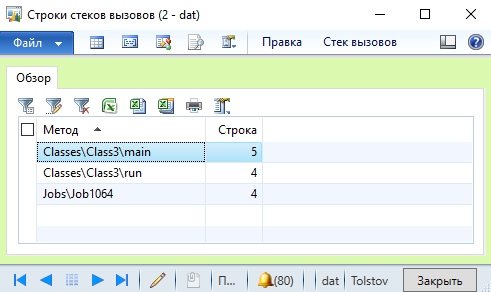 Строки стеков вызовов (2 - dat)
Файл Правка Стек вызовов
Обзор
Метод Строка
Classes\Class3\main 5
Classes\Class3\run 4
Jobs\Job1064 4
П... (80) dat Tolstov Закрыть